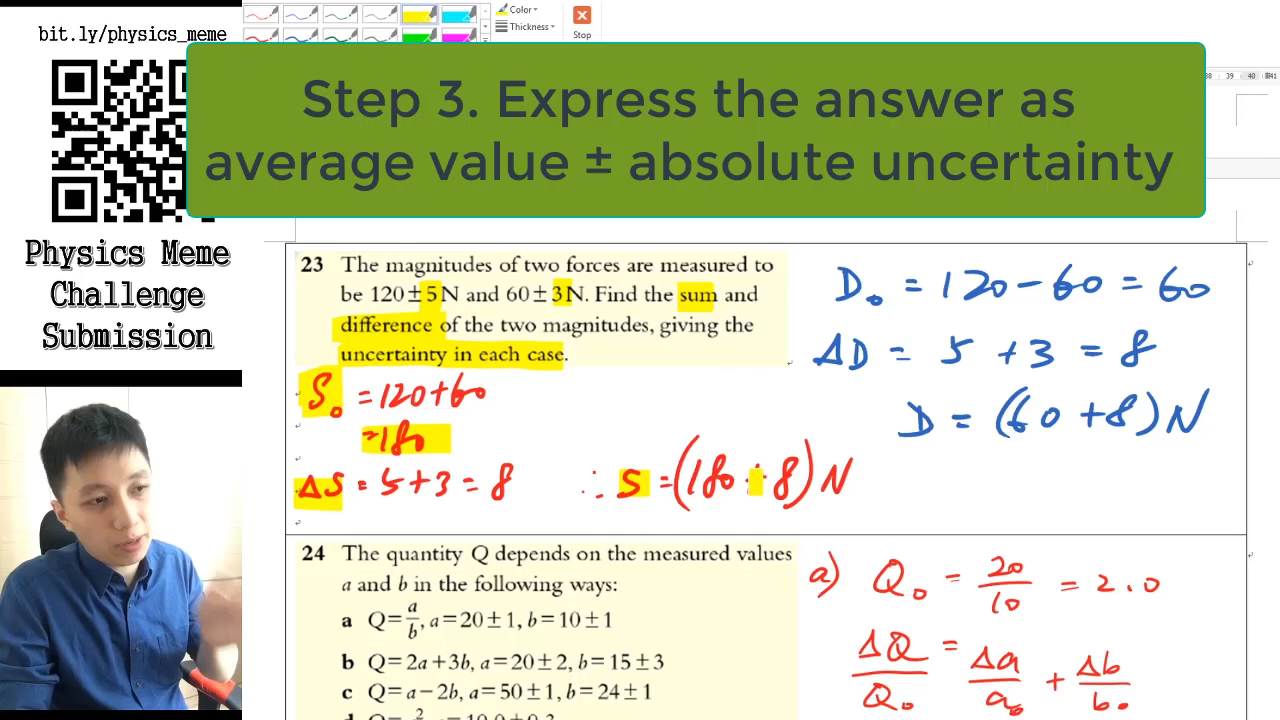 bit.ly/physics_meme
Color
Thickness
Stop
Step 3. Express the answer as
average value ± absolute uncertainty
38 39 40 41
Physics Meme
Challenge
Submission
23 The magnitudes of two forces are measured to
be 120 ± 5 N and 60 ± 3 N. Find the sum and
difference of the two magnitudes, giving the
uncertainty in each case.
S₀ = 120+60
=180
ΔS = 5+3 = 8
∴ S = (180 ± 8) N
D₀ = 120 - 60 = 60
ΔD = 5 + 3 = 8
D = (60 +8) N
24 The quantity Q depends on the measured values
a and b in the following ways:
a Q = a/b, a = 20 ± 1, b = 10 ± 1
b Q = 2a + 3b, a = 20 ± 2, b = 15 ± 3
c Q = a − 2b, a = 50 ± 1, b = 24 ± 1
a) Q₀ = 20/10 = 2.0
ΔQ/Q₀ = Δa/a₀ + Δb/b₀